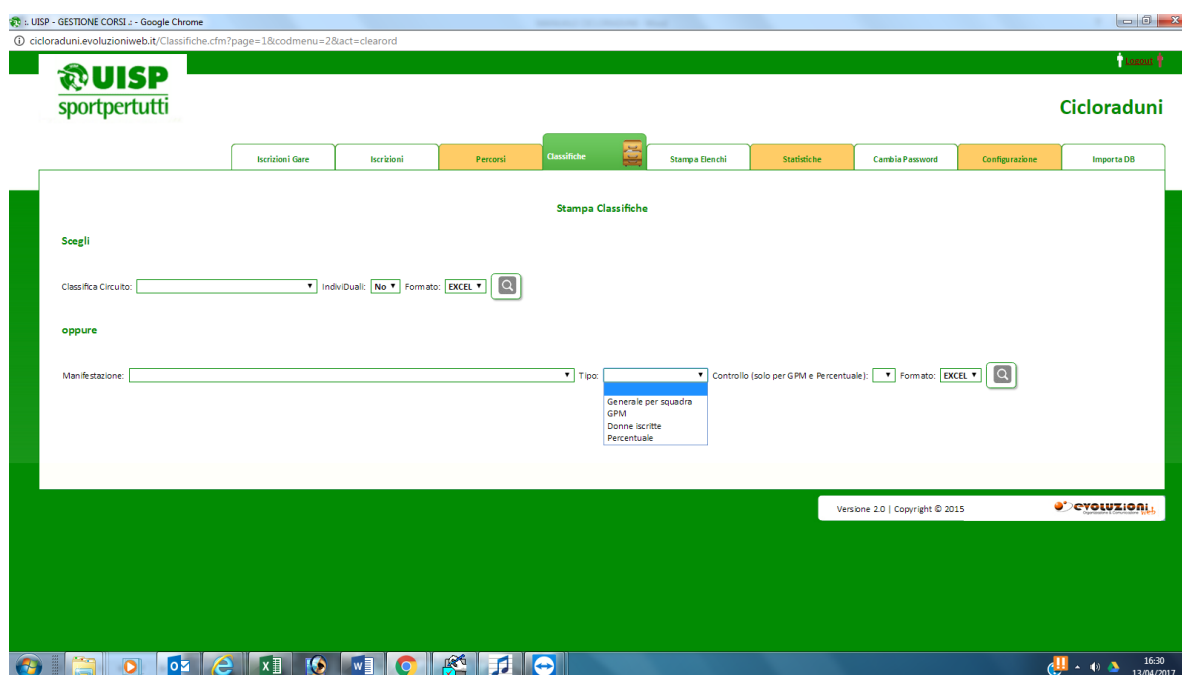 :. UISP - GESTIONE CORSI .: - Google Chrome
cicloraduni.evoluzioniweb.it/Classifiche.cfm?page=1&codmenu=2&act=clearord
Logout
UISP
sportpertutti
Cicloraduni
Iscrizioni Gare
Iscrizioni
Percorsi
Classifiche
Stampa Elenchi
Statistiche
Cambia Password
Configurazione
Importa DB
Stampa Classifiche
Scegli
Classifica Circuito: IndiviDuali: No Formato: EXCEL
oppure
Manifestazione: Tipo: Controllo (solo per GPM e Percentuale): Formato: EXCEL
Generale per squadra
GPM
Donne iscritte
Percentuale
Versione 2.0 | Copyright © 2015
evoluzioni
16:30
13/04/2017